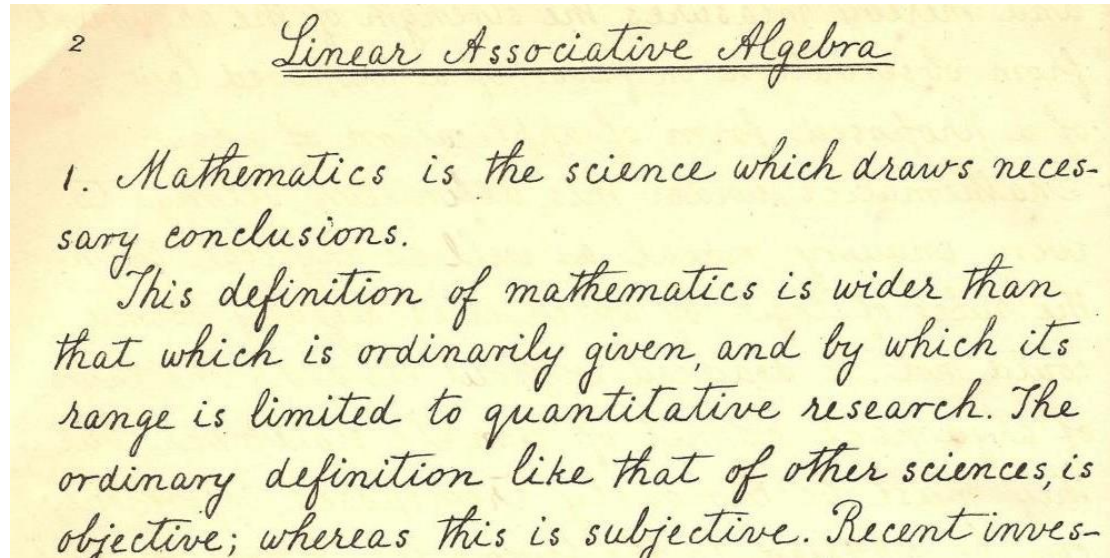 2
Linear Associative Algebra
1. Mathematics is the science which draws neces-
sary conclusions.
This definition of mathematics is wider than
that which is ordinarily given, and by which its
range is limited to quantitative research. The
ordinary definition like that of other sciences, is
objective; whereas this is subjective. Recent inves-